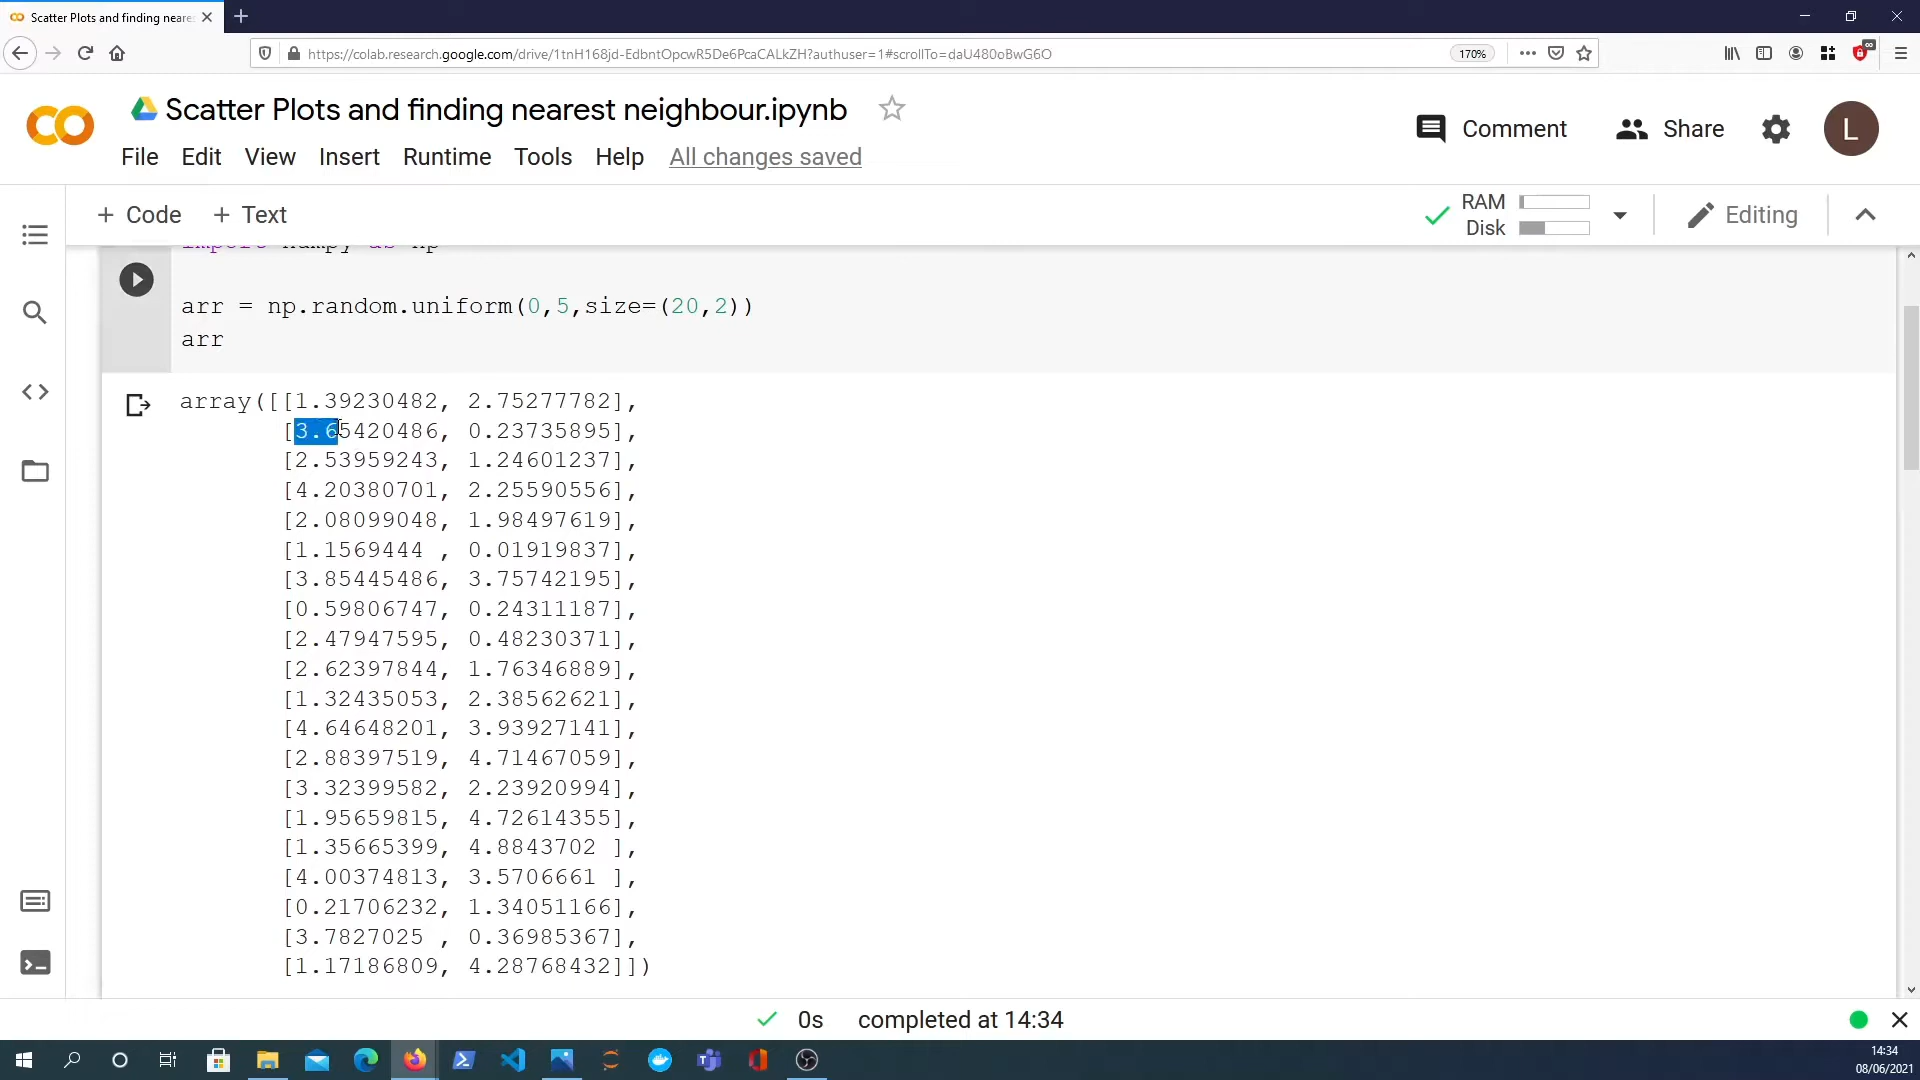 Scatter Plots and finding neare
https://colab.research.google.com/drive/1tnH168jd-EdbntOpcwR5De6PcaCALkZH?authuser=1#scrollTo=daU480oBwG6O
170%
Scatter Plots and finding nearest neighbour.ipynb
Comment
Share
L
File Edit View Insert Runtime Tools Help All changes saved
+ Code + Text
RAM
Disk
Editing
import numpy as np
arr = np.random.uniform(0,5,size=(20,2))
arr
array([[1.39230482, 2.75277782],
[3.65420486, 0.23735895],
[2.53959243, 1.24601237],
[4.20380701, 2.25590556],
[2.08099048, 1.98497619],
[1.1569444 , 0.01919837],
[3.85445486, 3.75742195],
[0.59806747, 0.24311187],
[2.47947595, 0.48230371],
[2.62397844, 1.76346889],
[1.32435053, 2.38562621],
[4.64648201, 3.93927141],
[2.88397519, 4.71467059],
[3.32399582, 2.23920994],
[1.95659815, 4.72614355],
[1.35665399, 4.8843702 ],
[4.00374813, 3.5706661 ],
[0.21706232, 1.34051166],
[3.7827025 , 0.36985367],
[1.17186809, 4.28768432]])
0s completed at 14:34
14:34
08/06/2021